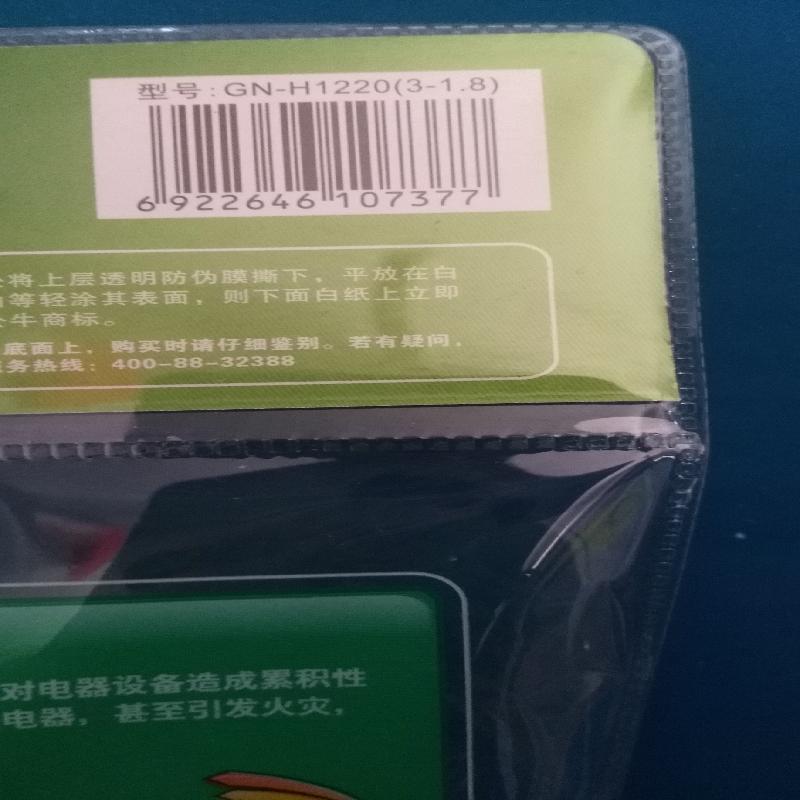 型号:GN-H1220(3-1.8)
6 922646 107377
将上层透明防伪膜撕下，平放在白
等轻涂其表面，则下面白纸上立即
牛商标。
底面上，购买时请仔细鉴别。若有疑问，
务热线：400-88-32388
对电器设备造成累积性
电器，甚至引发火灾，